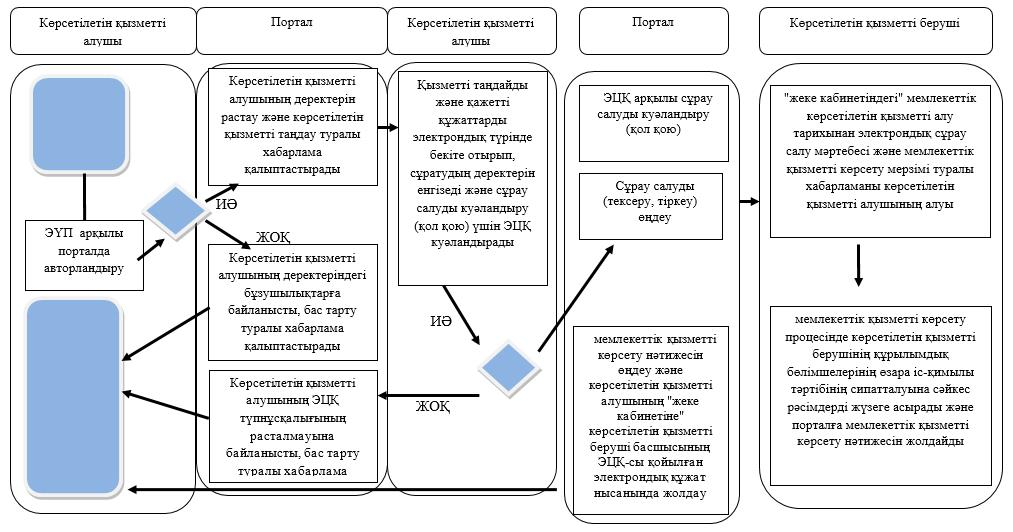 Көрсетілетін қызметті
алушы
Портал
Көрсетілетін қызметті
алушы
Портал
Көрсетілетін қызметті беруші
ЭҮП арқылы
порталда
авторландыру
Көрсетілетін қызметті
алушының деректерін
растау және көрсетілетін
қызметті таңдау туралы
хабарлама
қалыптастырады
ИӘ
ЖОҚ
Көрсетілетін қызметті
алушының деректеріндегі
бұзушылықтарға
байланысты, бас тарту
туралы хабарлама
қалыптастырады
Көрсетілетін қызметті
алушының ЭЦҚ
түпнұсқалығының
расталмауына
байланысты, бас тарту
туралы хабарлама
Қызметті таңдайды
және қажетті
құжаттарды
электрондық түрінде
бекіте отырып,
сұратудың деректерін
енгізеді және сұрау
салуды куәландыру
(қол қою) үшін ЭЦҚ
куәландырады
ИӘ
ЖОҚ
ЭЦҚ арқылы сұрау
салуды куәландыру
(қол қою)
Сұрау салуды
(тексеру, тіркеу)
өңдеу
мемлекеттік қызметті
көрсету нәтижесін
өңдеу және
көрсетілетін қызметті
алушының "жеке
кабинетіне"
көрсетілетін қызметті
беруші басшысының
ЭЦҚ-сы қойылған
электрондық құжат
нысанында жолдау
"жеке кабинетіндегі" мемлекеттік
көрсетілетін қызметті алу
тарихынан электрондық сұрау
салу мәртебесі және мемлекеттік
қызметті көрсету мерзімі туралы
хабарламаны көрсетілетін
қызметті алушының алуы
мемлекеттік қызметті көрсету
процесінде көрсетілетін қызметті
берушінің құрылымдық
бөлімшелерінің өзара іс-қимылы
тәртібінің сипатталуына сәйкес
рәсімдерді жүзеге асырады және
порталға мемлекеттік қызметті
көрсету нәтижесін жолдайды